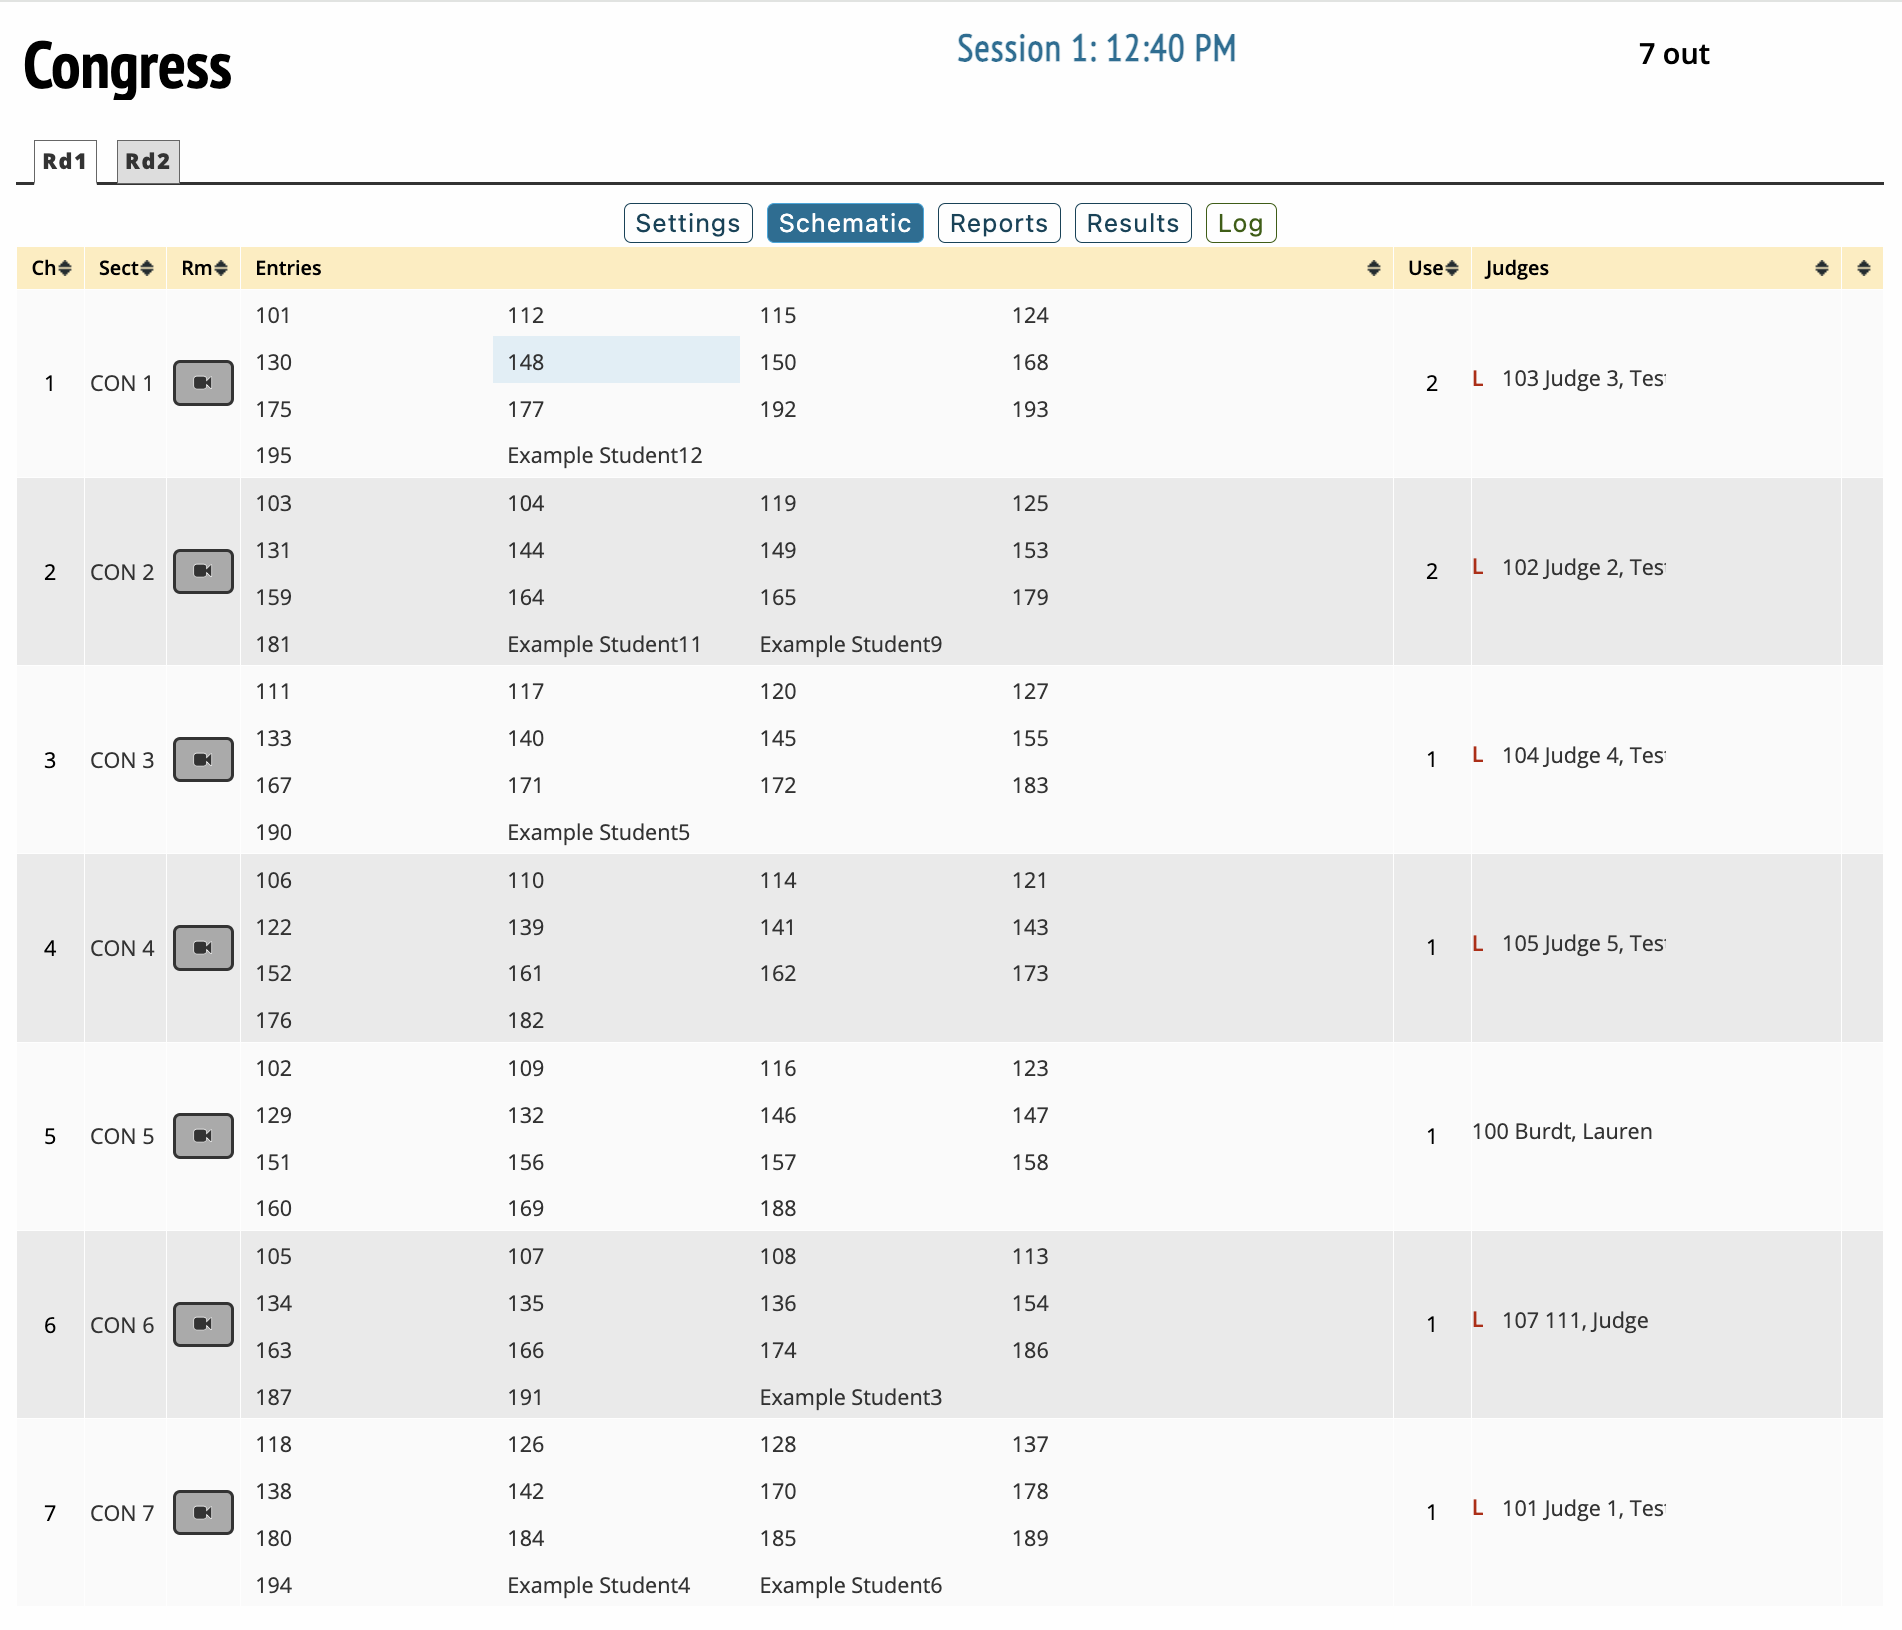 Congress
Session 1: 12:40 PM
7 out
Rd1 Rd2
Settings Schematic Reports Results Log
Ch Sect Rm Entries Use Judges
101 112 115 124
130 148 150 168
1 CON 1 2 L 103 Judge 3, Tes
175 177 192 193
195 Example Student12
103 104 119 125
131 144 149 153
2 CON 2 2 L 102 Judge 2, Tes
159 164 165 179
181 Example Student11 Example Student9
111 117 120 127
133 140 145 155
3 CON 3 1 L 104 Judge 4, Tes
167 171 172 183
190 Example Student5
106 110 114 121
122 139 141 143
4 CON 4 1 L 105 Judge 5, Tes
152 161 162 173
176 182
102 109 116 123
129 132 146 147
5 CON 5 1 100 Burdt, Lauren
151 156 157 158
160 169 188
105 107 108 113
134 135 136 154
6 CON 6 1 L 107 111, Judge
163 166 174 186
187 191 Example Student3
118 126 128 137
138 142 170 178
7 CON 7 1 L 101 Judge 1, Tes
180 184 185 189
194 Example Student4 Example Student6